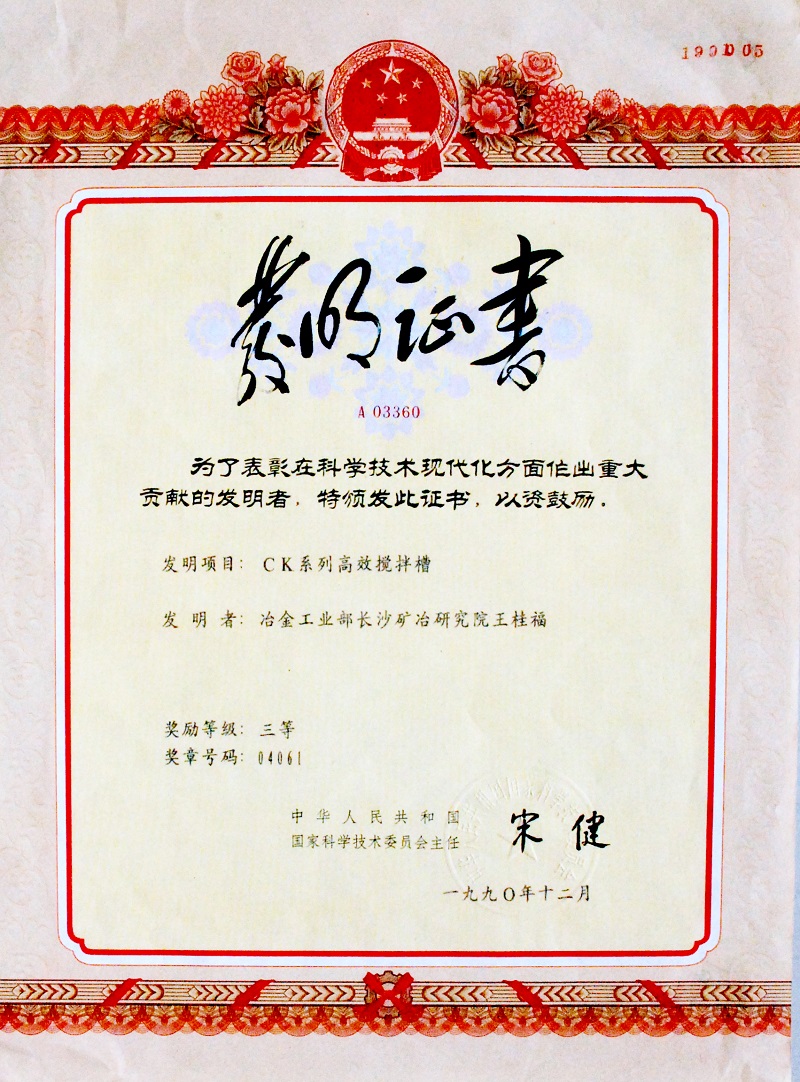 199D05
發明证书
A 03360
为了表彰在科学技术现代化方面作出重大
贡献的发明者，特颁发此证书，以资鼓励。
发明项目：CK系列高效搅拌槽
发明者：冶金工业部长沙矿冶研究院王桂福
奖励等级：三等
奖章号码：04061
中华人民共和国
国家科学技术委员会主任
宋健
一九九〇年十二月